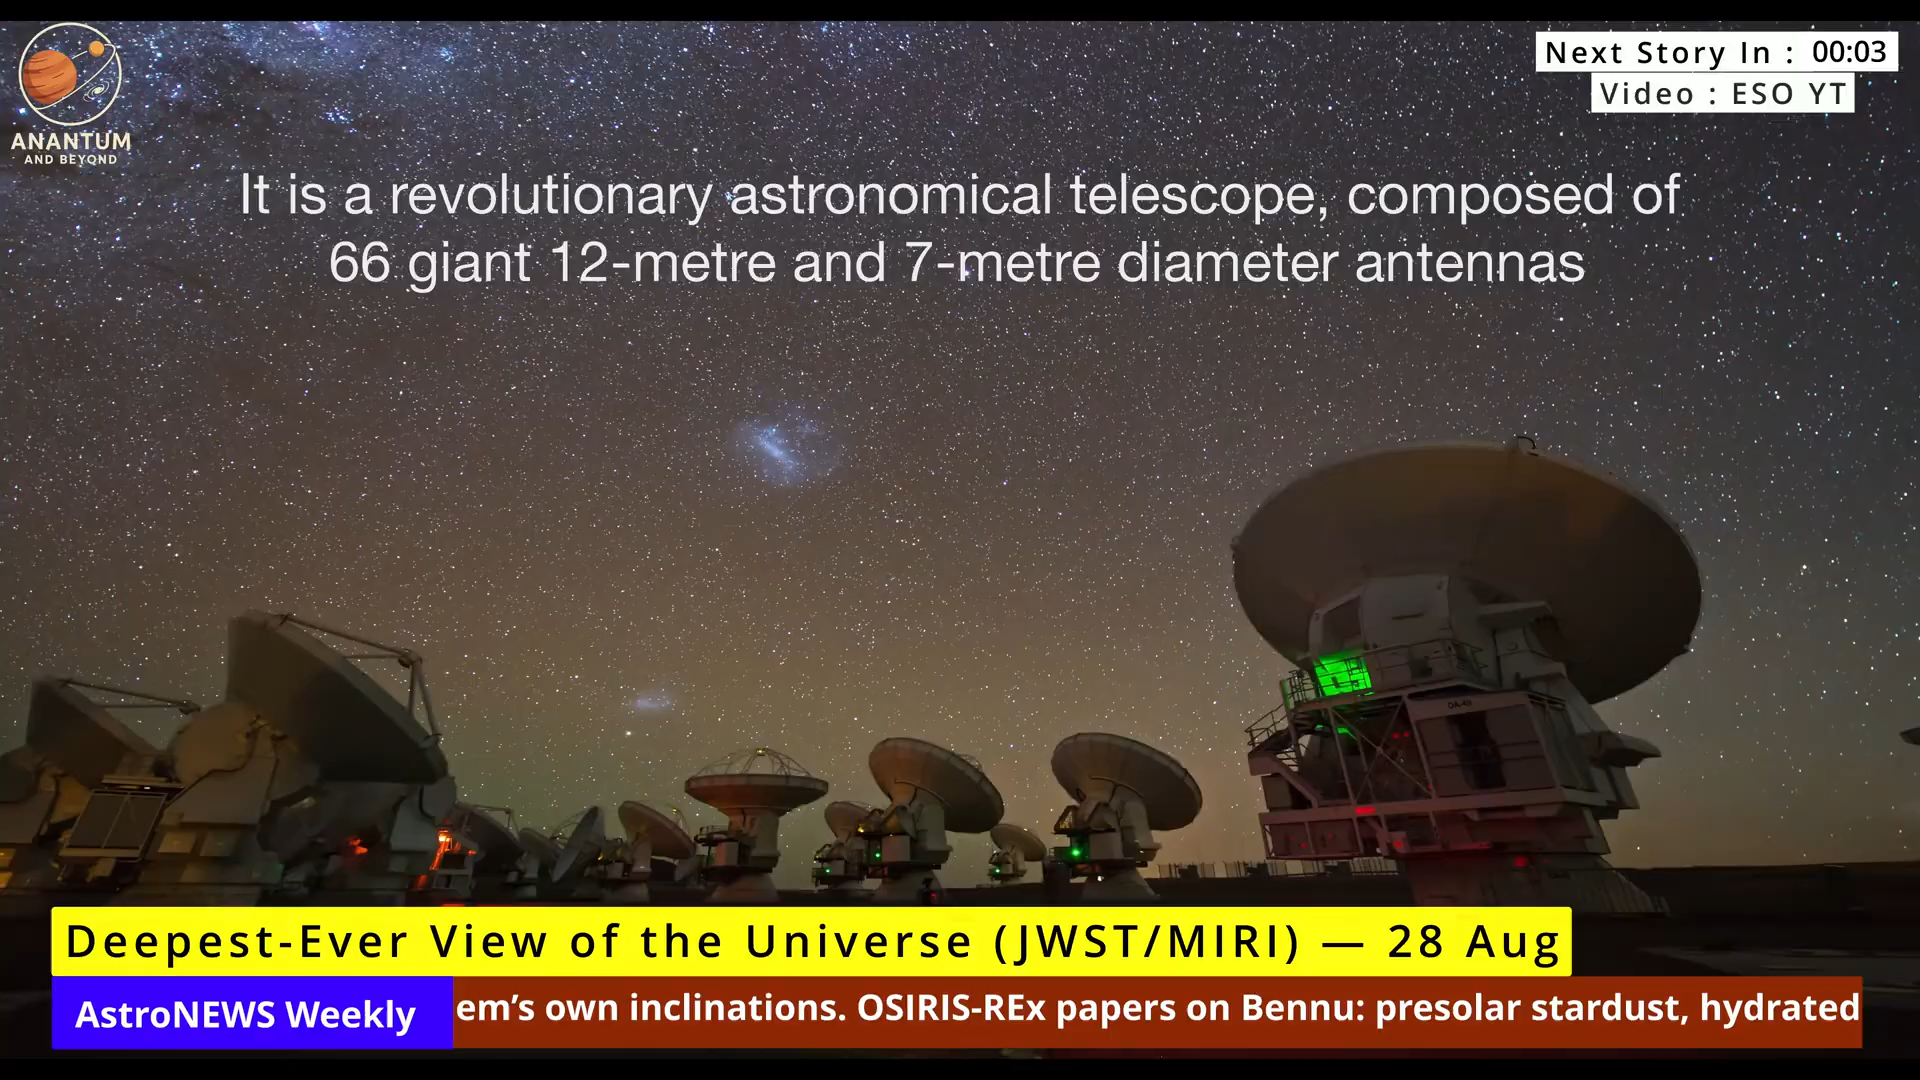 ANANTUM
AND BEYOND
Next Story In : 00:03
Video : ESO YT
It is a revolutionary astronomical telescope, composed of
66 giant 12-metre and 7-metre diameter antennas
Deepest-Ever View of the Universe (JWST/MIRI) — 28 Aug
AstroNEWS Weekly
em’s own inclinations. OSIRIS-REx papers on Bennu: presolar stardust, hydrated